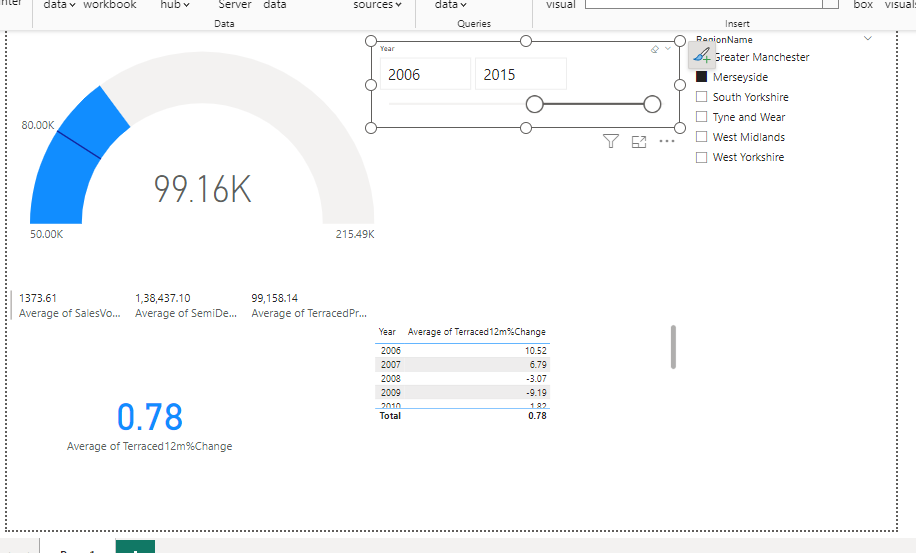 data workbook hub Server data sources data visual box visuals
Data Queries Insert
80.00K
99.16K
50.00K 215.49K
Year
2006 2015
RegionName
Greater Manchester
Merseyside
South Yorkshire
Tyne and Wear
West Midlands
West Yorkshire
1373.61 1,38,437.10 99,158.14
Average of SalesVo... Average of SemiDe... Average of TerracedPr...
Year Average of Terraced12m%Change
2006 10.52
2007 6.79
2008 -3.07
2009 -9.19
2010 1.82
Total 0.78
0.78
Average of Terraced12m%Change